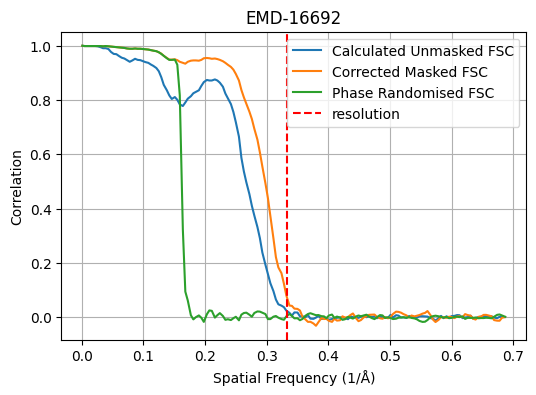 EMD-16692
Calculated Unmasked FSC
Corrected Masked FSC
Phase Randomised FSC
resolution
Correlation
1.0
0.8
0.6
0.4
0.2
0.0
0.0 0.1 0.2 0.3 0.4 0.5 0.6 0.7
Spatial Frequency (1/Å)